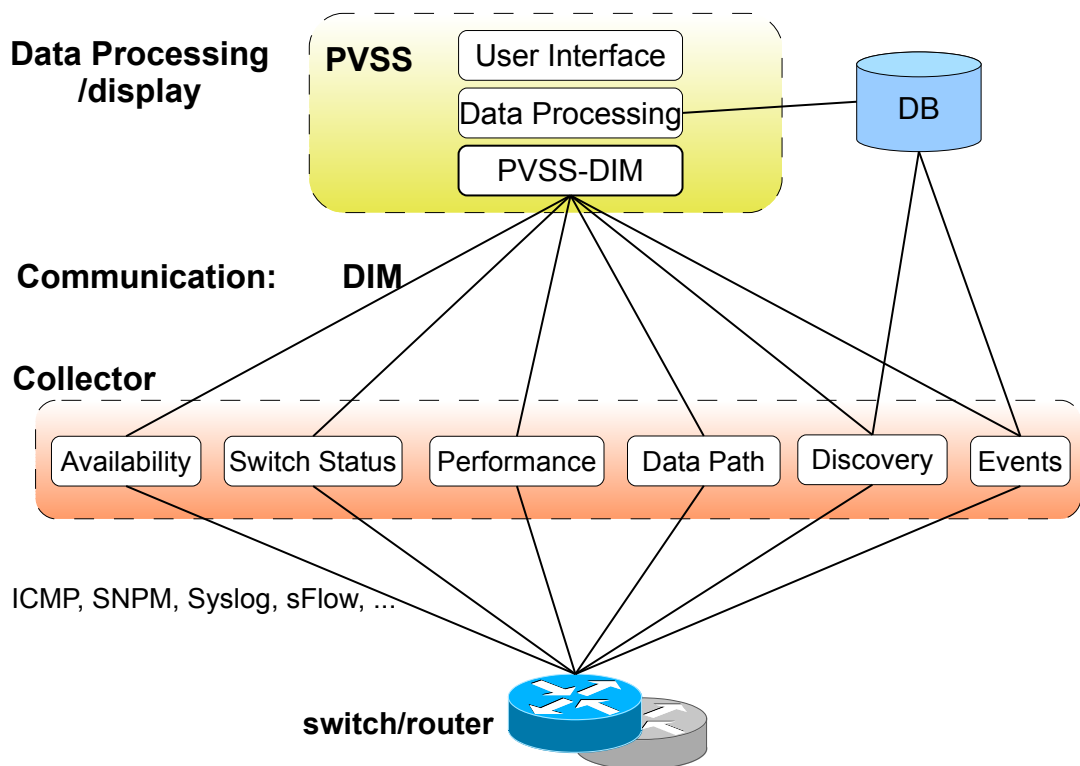 Data Processing
/display
PVSS
User Interface
Data Processing
PVSS-DIM
DB
Communication: DIM
Collector
Availability
Switch Status
Performance
Data Path
Discovery
Events
ICMP, SNPM, Syslog, sFlow, ...
switch/router